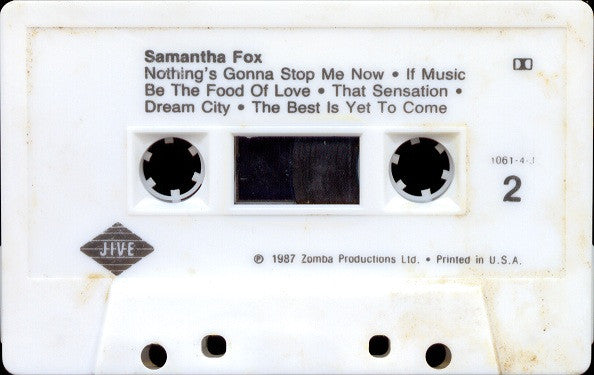 Samantha Fox
Nothing's Gonna Stop Me Now • If Music
Be The Food Of Love • That Sensation •
Dream City • The Best Is Yet To Come
1061-4-J
2
JIVE
℗ 1987 Zomba Productions Ltd. • Printed in U.S.A.